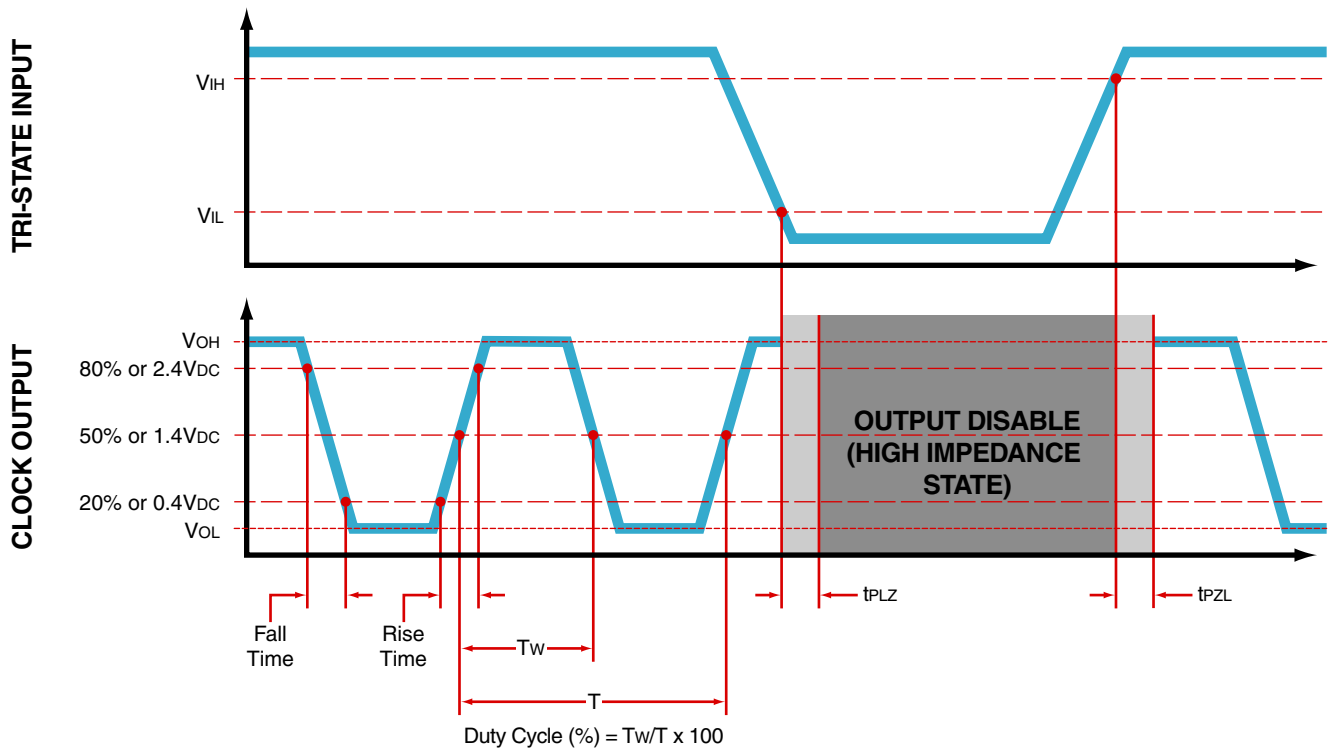 TRI-STATE INPUT
VIH
VIL
CLOCK OUTPUT
VOH
80% or 2.4VDC
50% or 1.4VDC
20% or 0.4VDC
VOL
OUTPUT DISABLE
(HIGH IMPEDANCE
STATE)
tPLZ
tPZL
Fall
Time
Rise
Time
TW
T
Duty Cycle (%) = TW/T x 100